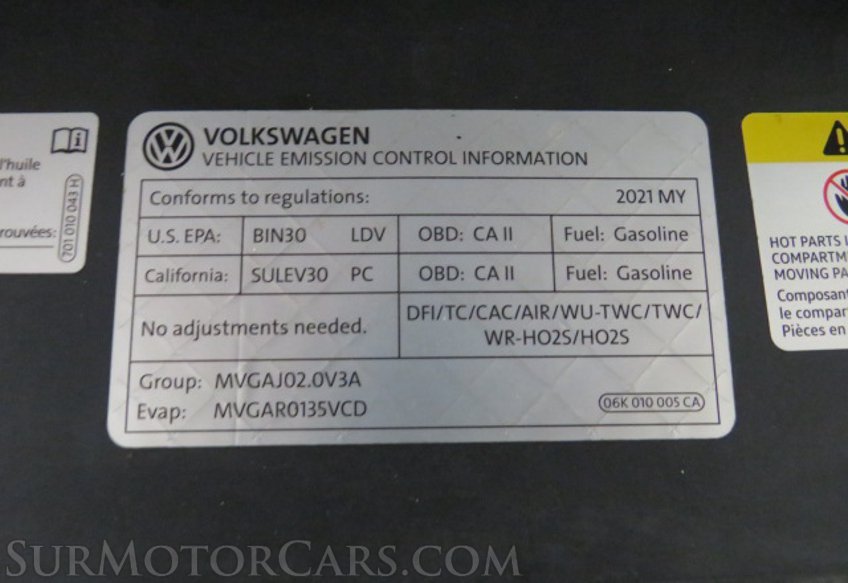 VOLKSWAGEN
VEHICLE EMISSION CONTROL INFORMATION
Conforms to regulations: 2021 MY
U.S. EPA: BIN30 LDV OBD: CA II Fuel: Gasoline
California: SULEV30 PC OBD: CA II Fuel: Gasoline
No adjustments needed.
DFI/TC/CAC/AIR/WU-TWC/TWC/
WR-HO2S/HO2S
Group: MVGAJ02.0V3A
Evap: MVGAR0135VCD
06K 010 005 CA
l'huile
nt à
rouvées:
701 010 043 H
HOT PARTS
COMPARTME
MOVING PA
Composant
le compart
Pièces en
SURMOTORCARS.COM